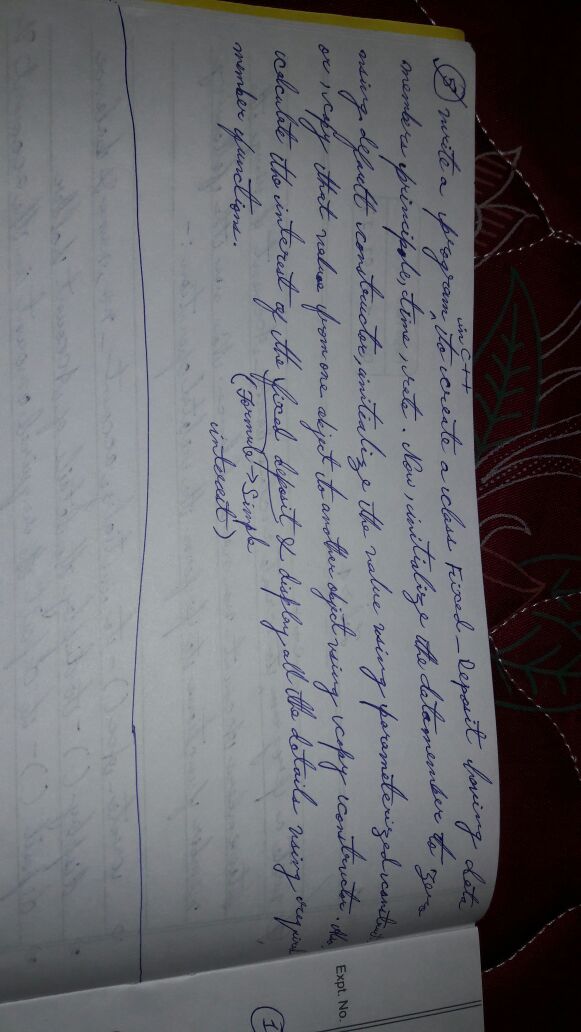 ③ write a program in C++ to create a class Fixed_Deposit having data
members principle, time, rate. Now, initialize the datamember to zero
using default constructor, initialize the value using parameterized construct
or, copy that value from one object to another object using copy constructor. Also
calculate the interest of the fixed deposit & display all the details using required
member functions.
(Formula → Simple
interest)
Expt. No.
1